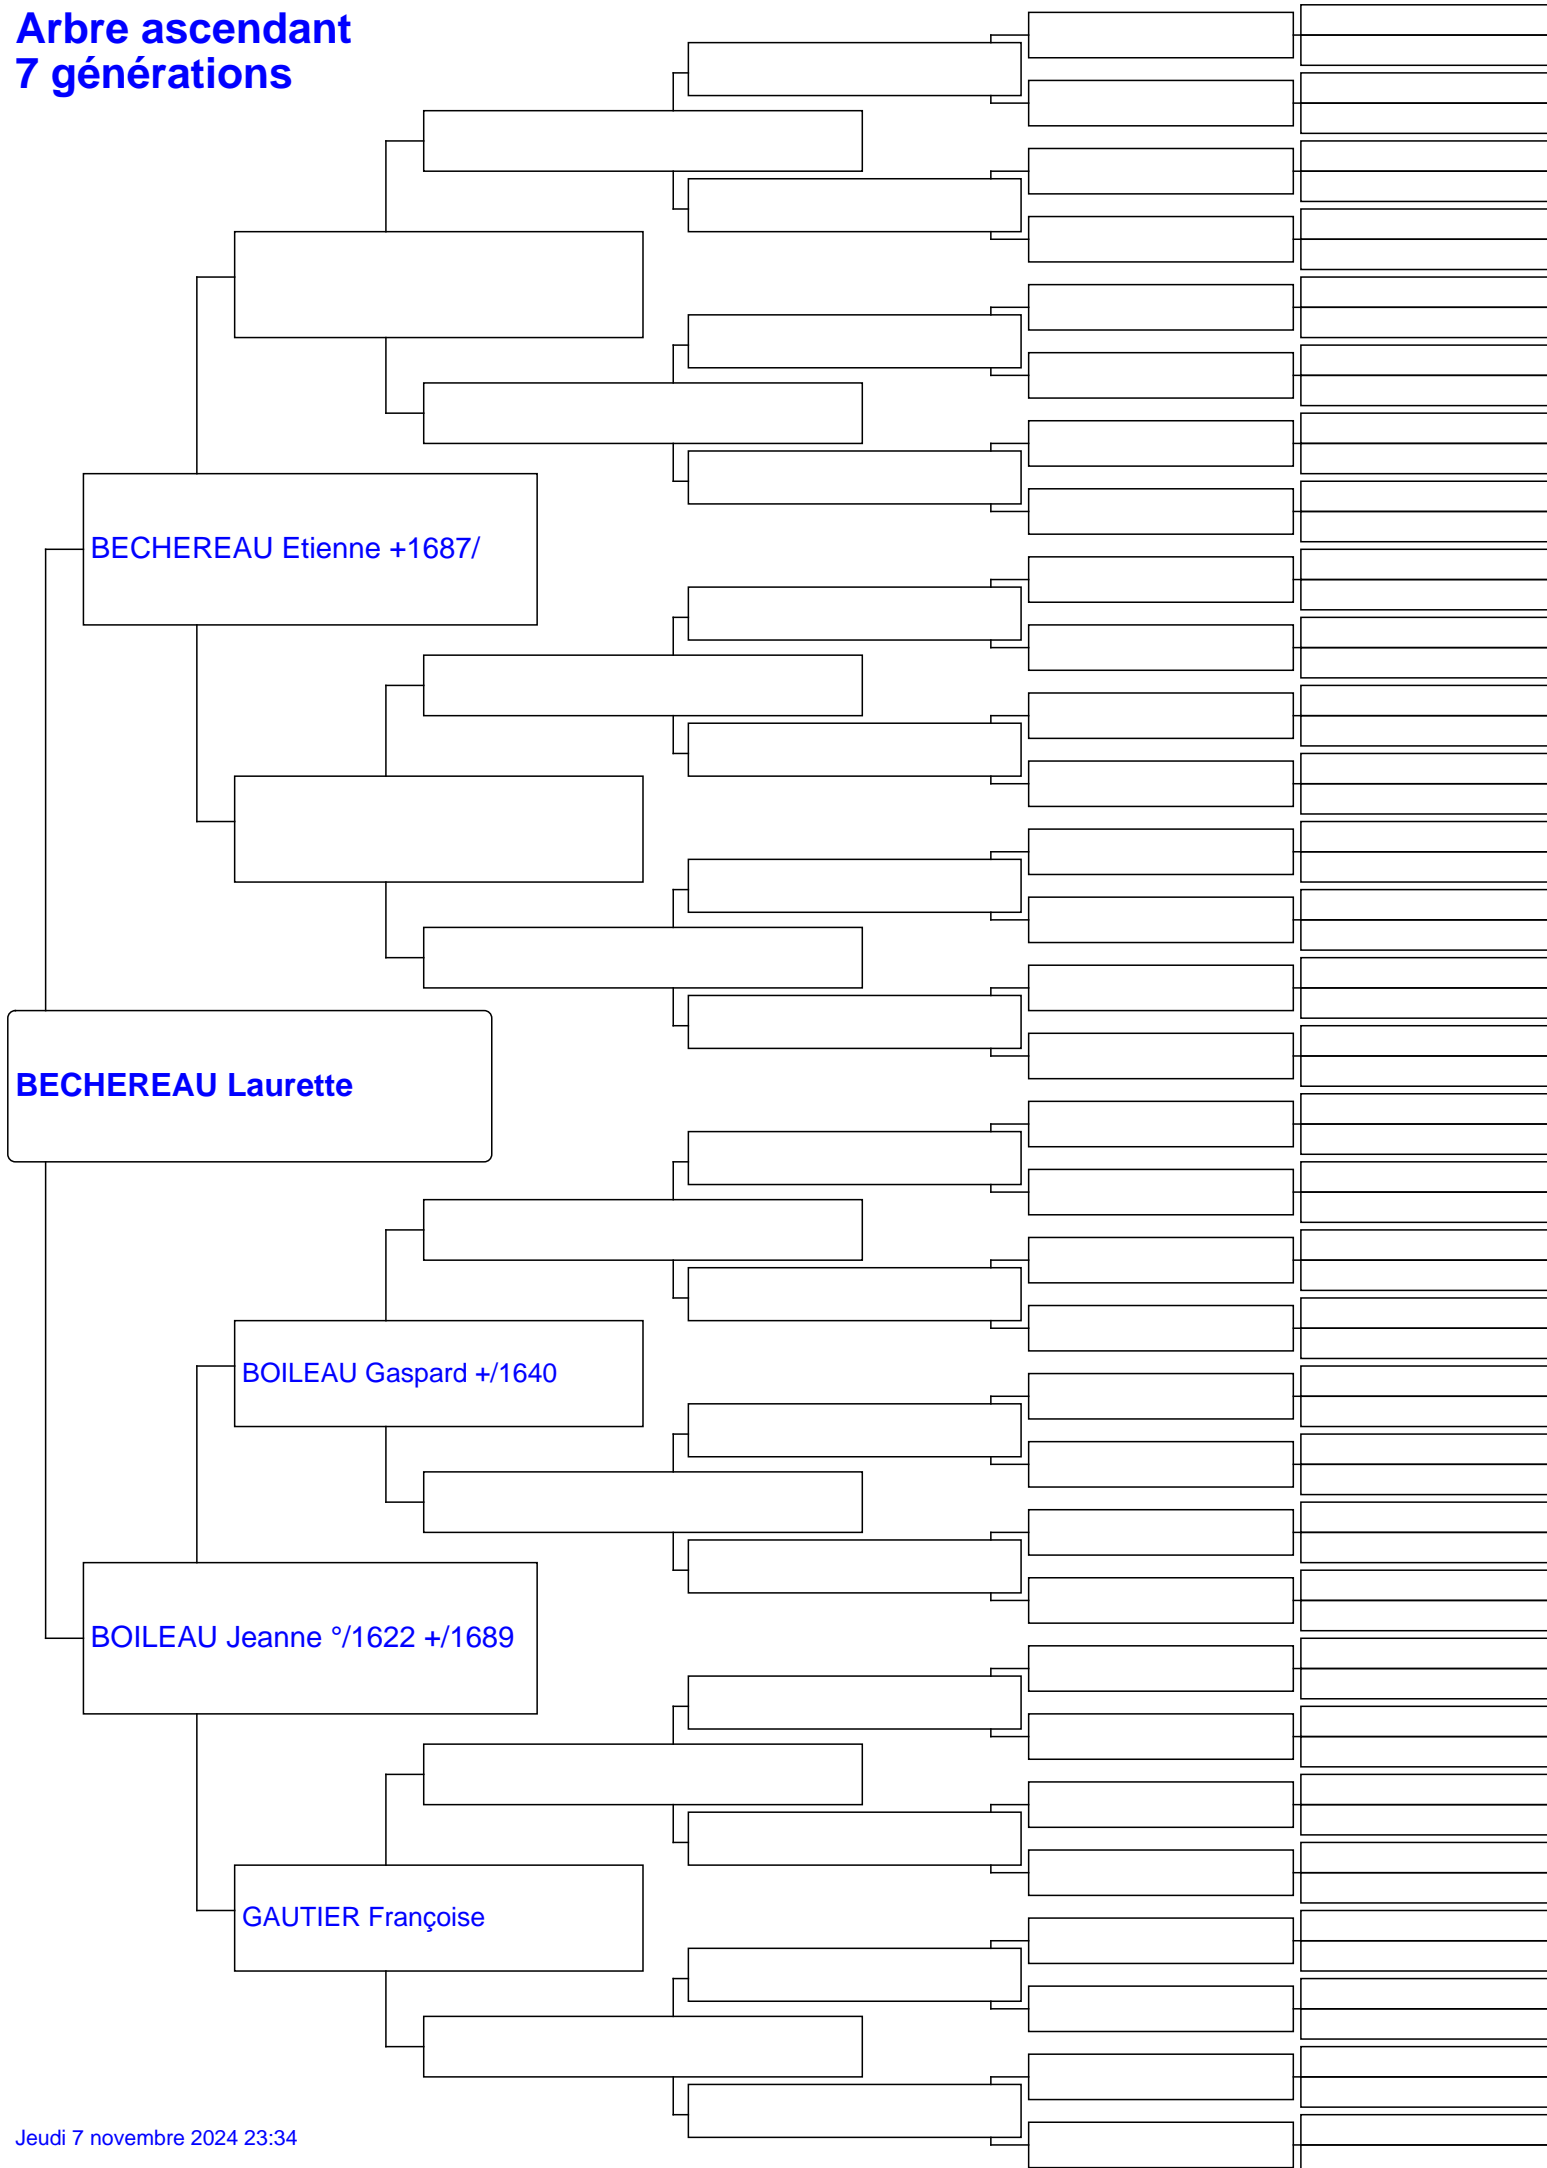 Arbre ascendant
7 générations
BECHEREAU Etienne +1687/
BECHEREAU Laurette
BOILEAU Gaspard +/1640
BOILEAU Jeanne °/1622 +/1689
GAUTIER Françoise
Jeudi 7 novembre 2024 23:34